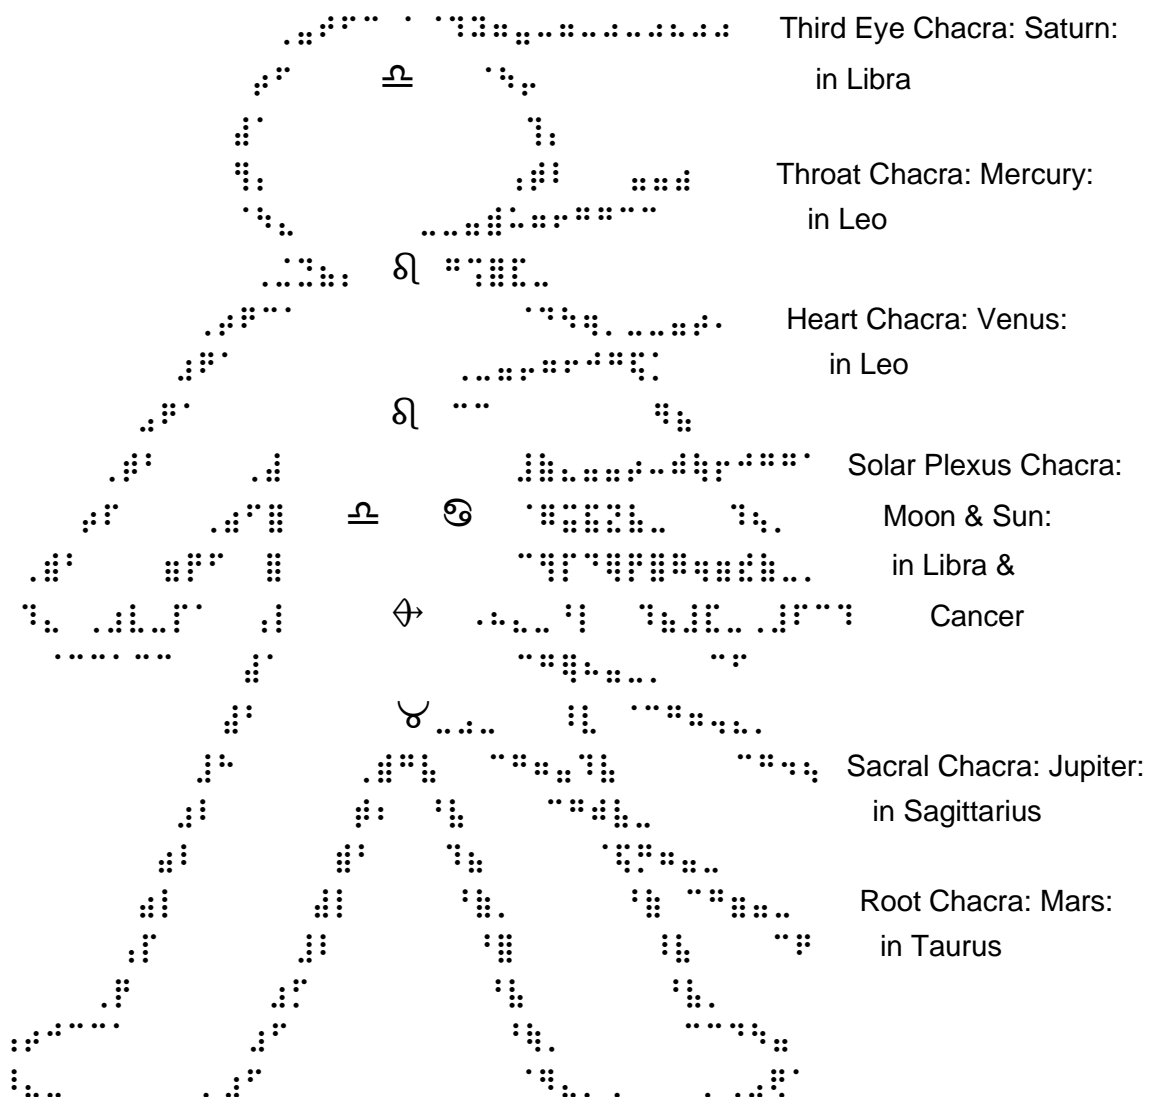 Third Eye Chacra: Saturn:
♎ in Libra
Throat Chacra: Mercury:
in Leo
♌
Heart Chacra: Venus:
in Leo
♌
Solar Plexus Chacra:
♎ ♋ Moon & Sun:
in Libra &
♐ Cancer
♉
Sacral Chacra: Jupiter:
in Sagittarius
Root Chacra: Mars:
in Taurus